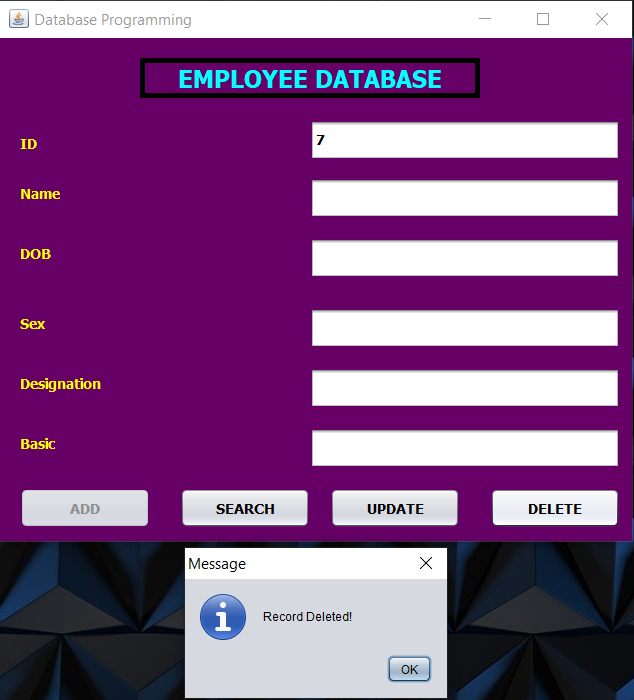 Database Programming
EMPLOYEE DATABASE
ID 7
Name
DOB
Sex
Designation
Basic
ADD SEARCH UPDATE DELETE
Message
Record Deleted!
OK